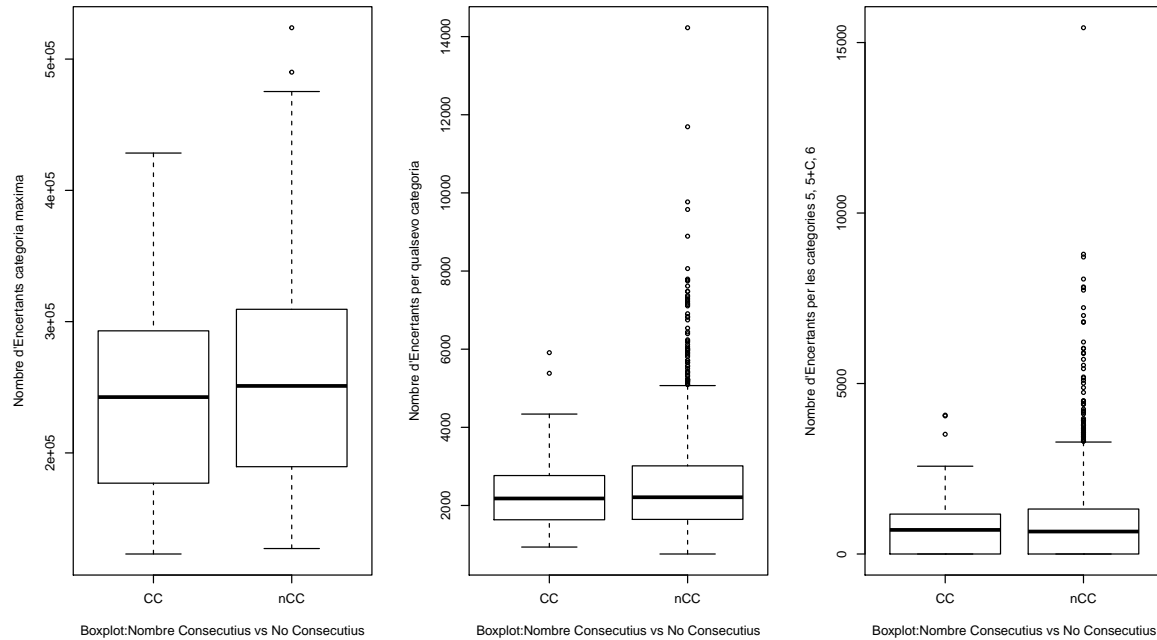 Nombre d'Encertants categoria maxima
5e+05
4e+05
3e+05
2e+05
CC
nCC
Boxplot:Nombre Consecutius vs No Consecutius
Nombre d'Encertants per qualsevo categoria
14000
12000
10000
8000
6000
4000
2000
CC
nCC
Boxplot:Nombre Consecutius vs No Consecutius
Nombre d'Encertants per les categories 5, 5+C, 6
15000
10000
5000
0
CC
nCC
Boxplot:Nombre Consecutius vs No Consecutius